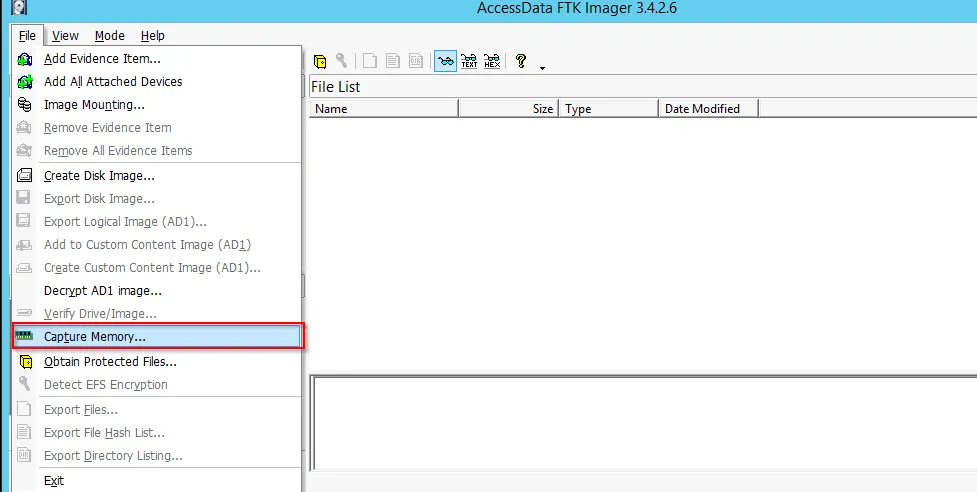 AccessData FTK Imager 3.4.2.6
File View Mode Help
Add Evidence Item...
Add All Attached Devices
Image Mounting...
Remove Evidence Item
Remove All Evidence Items
Create Disk Image...
Export Disk Image...
Export Logical Image (AD1)...
Add to Custom Content Image (AD1)
Create Custom Content Image (AD1)...
Decrypt AD1 image...
Verify Drive/Image...
Capture Memory...
Obtain Protected Files...
Detect EFS Encryption
Export Files...
Export File Hash List...
Export Directory Listing...
Exit
TEXT HEX
File List
Name Size Type Date Modified